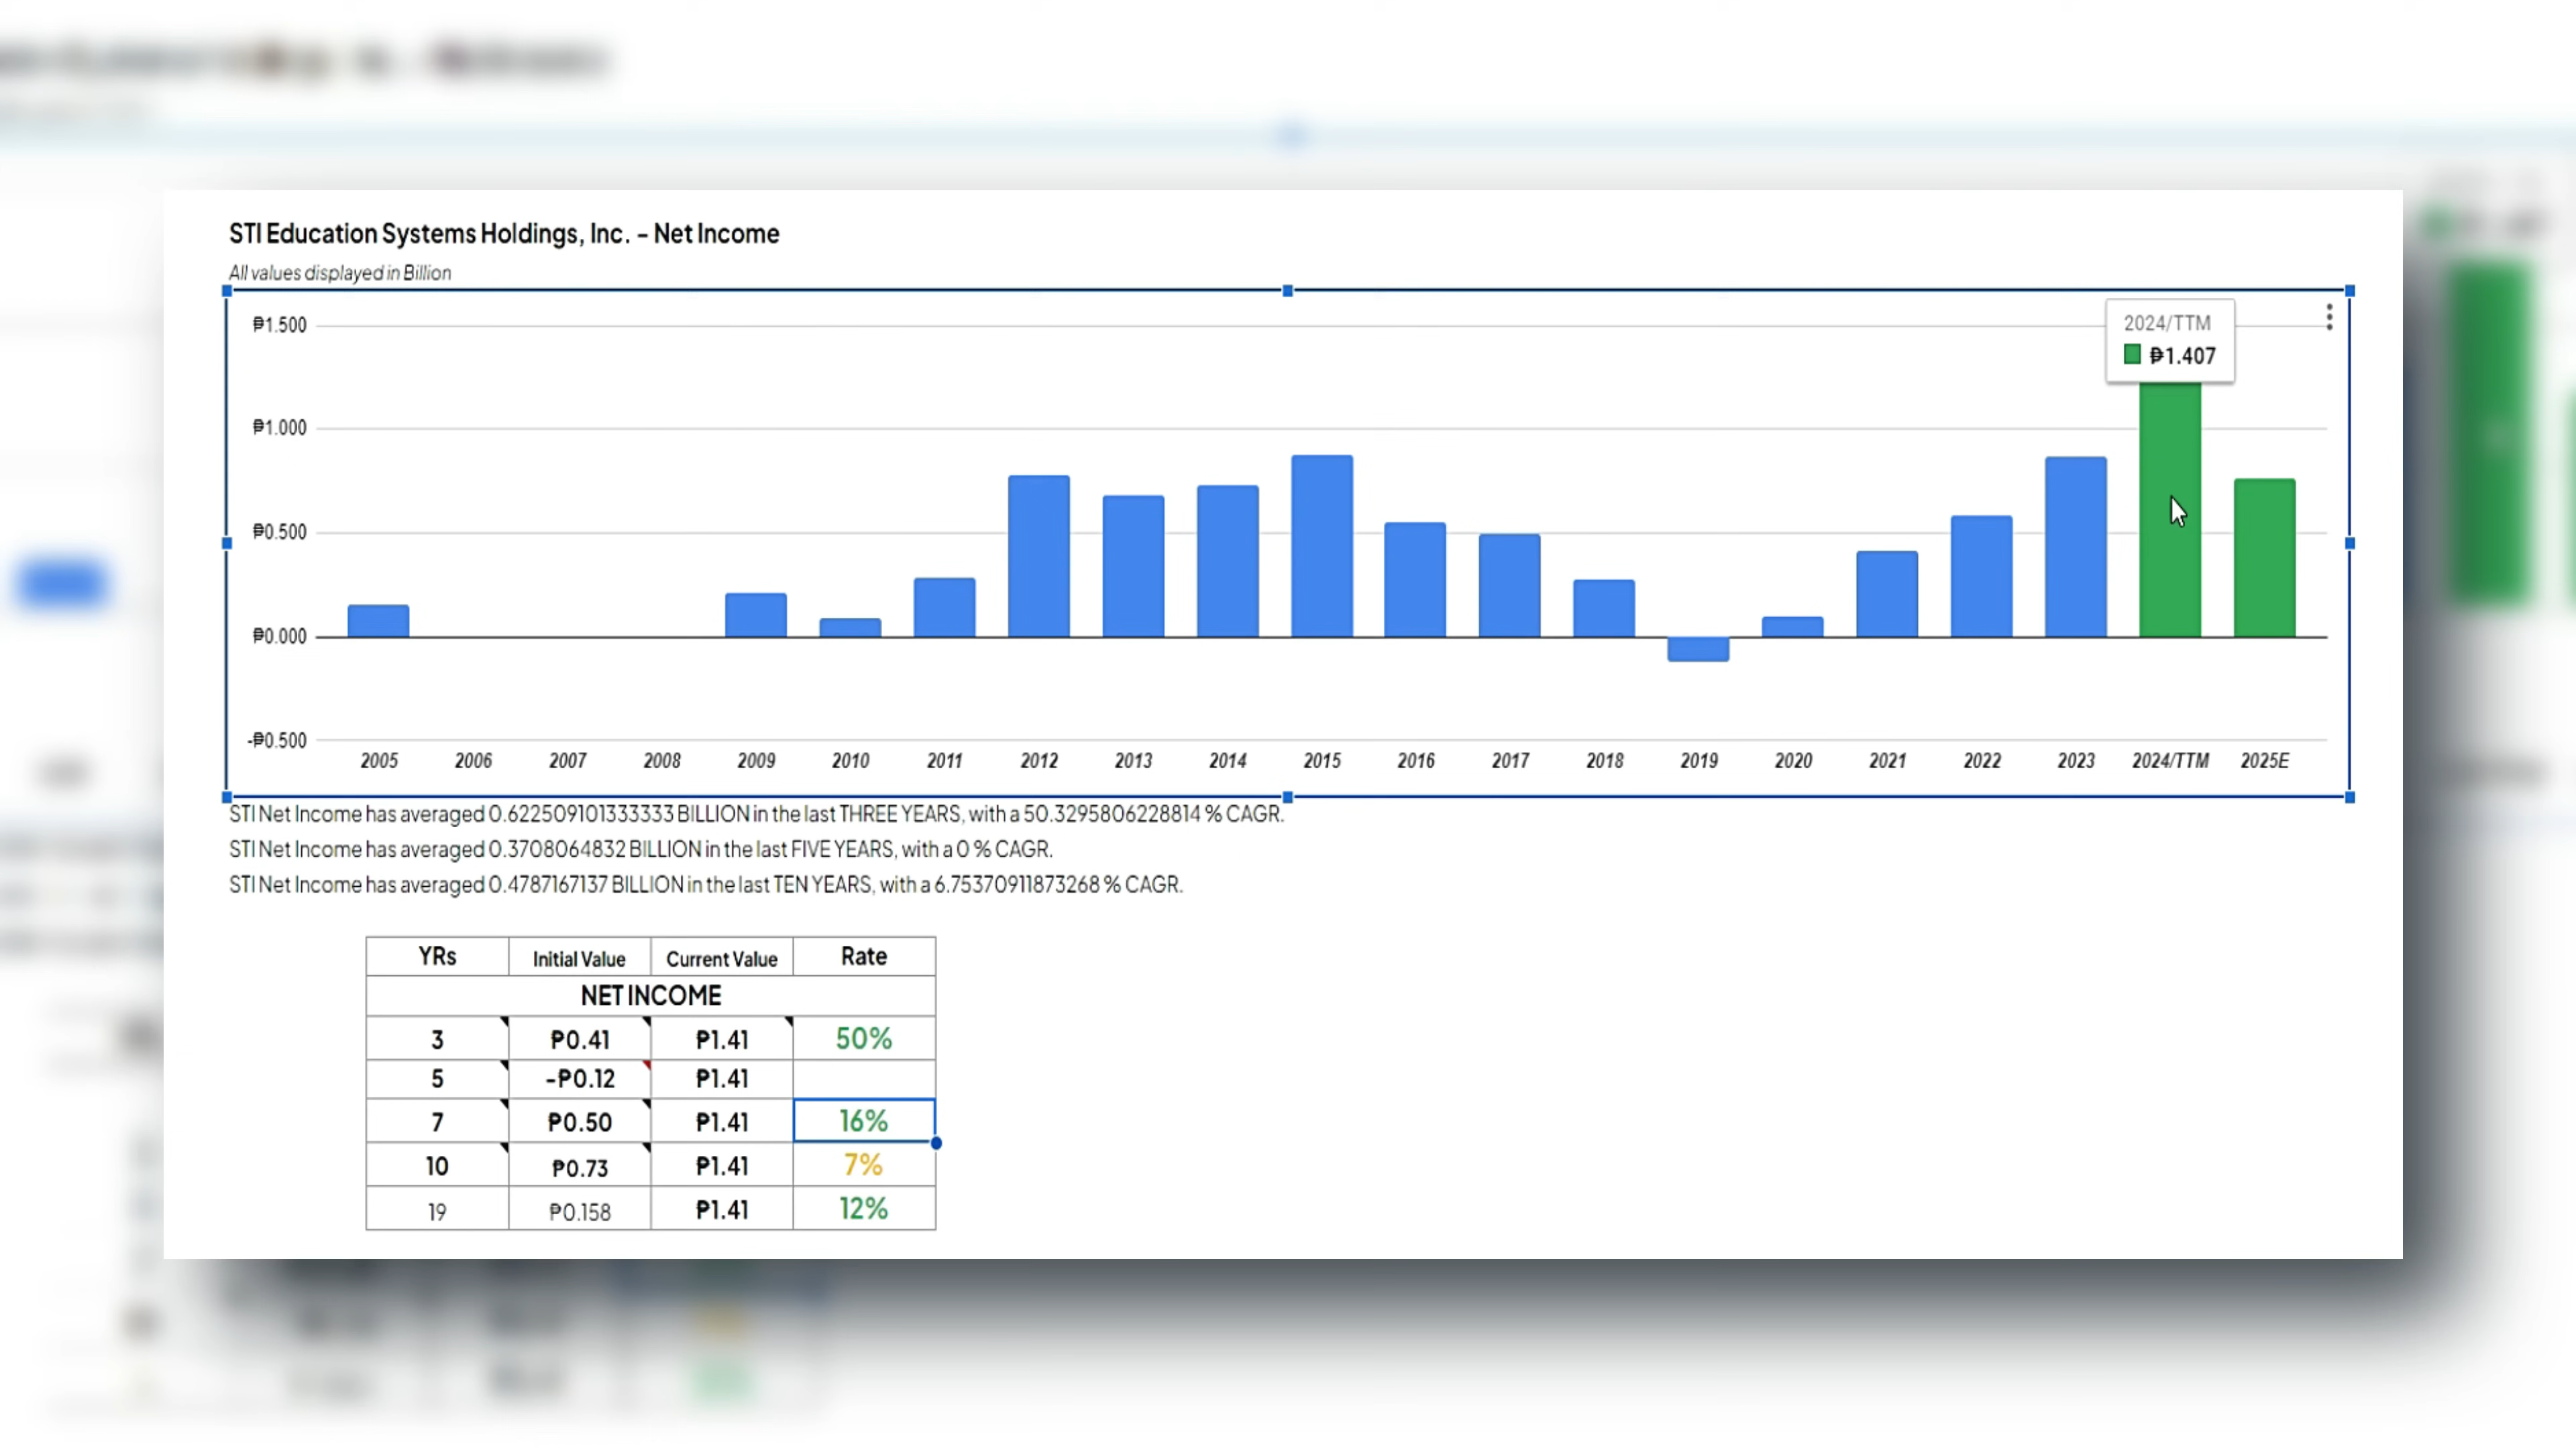 STI Education Systems Holdings, Inc. – Net Income
All values displayed in Billion
2024/TTM
₱1.407
₱1.500
₱1.000
₱0.500
₱0.000
-₱0.500
2005 2006 2007 2008 2009 2010 2011 2012 2013 2014 2015 2016 2017 2018 2019 2020 2021 2022 2023 2024/TTM 2025E
STI Net Income has averaged 0.622509101333333 BILLION in the last THREE YEARS, with a 50.3295806228814 % CAGR.
STI Net Income has averaged 0.3708064832 BILLION in the last FIVE YEARS, with a 0 % CAGR.
STI Net Income has averaged 0.4787167137 BILLION in the last TEN YEARS, with a 6.75370911873268 % CAGR.
YRs Initial Value Current Value Rate
NET INCOME
3 ₱0.41 ₱1.41 50%
5 -₱0.12 ₱1.41
7 ₱0.50 ₱1.41 16%
10 ₱0.73 ₱1.41 7%
19 ₱0.158 ₱1.41 12%